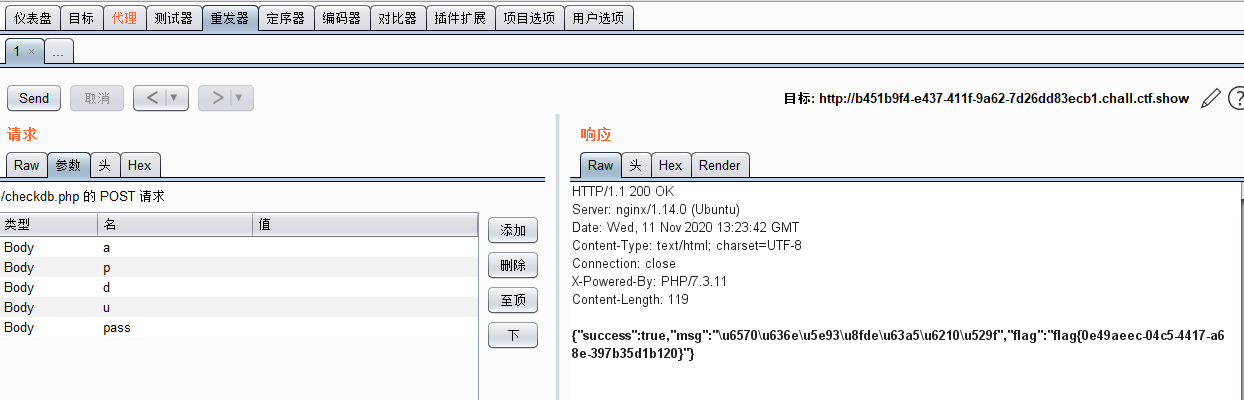 仪表盘 目标 代理 测试器 重发器 定序器 编码器 对比器 插件扩展 项目选项 用户选项
1 × ...
Send 取消 < ▼ > ▼ 目标: http://b451b9f4-e437-411f-9a62-7d26dd83ecb1.chall.ctf.show ?
请求
Raw 参数 头 Hex
/checkdb.php 的 POST 请求
类型 名 值
Body a
Body p
Body d
Body u
Body pass
添加
删除
至顶
下
响应
Raw 头 Hex Render
HTTP/1.1 200 OK
Server: nginx/1.14.0 (Ubuntu)
Date: Wed, 11 Nov 2020 13:23:42 GMT
Content-Type: text/html; charset=UTF-8
Connection: close
X-Powered-By: PHP/7.3.11
Content-Length: 119
{"success":true,"msg":"\u6570\u636e\u5e93\u8fde\u63a5\u6210\u529f","flag":"flag{0e49aeec-04c5-4417-a6
8e-397b35d1b120}"}